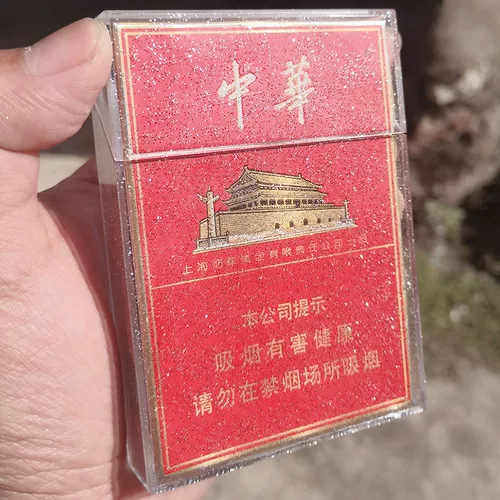 中華
上海烟草集团有限责任公司出品
本公司提示
吸烟有害健康
请勿在禁烟场所吸烟